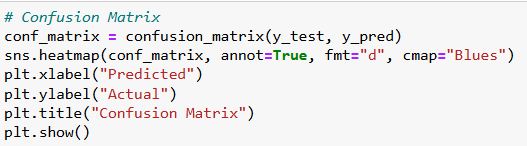 # Confusion Matrix
conf_matrix = confusion_matrix(y_test, y_pred)
sns.heatmap(conf_matrix, annot=True, fmt="d", cmap="Blues")
plt.xlabel("Predicted")
plt.ylabel("Actual")
plt.title("Confusion Matrix")
plt.show()